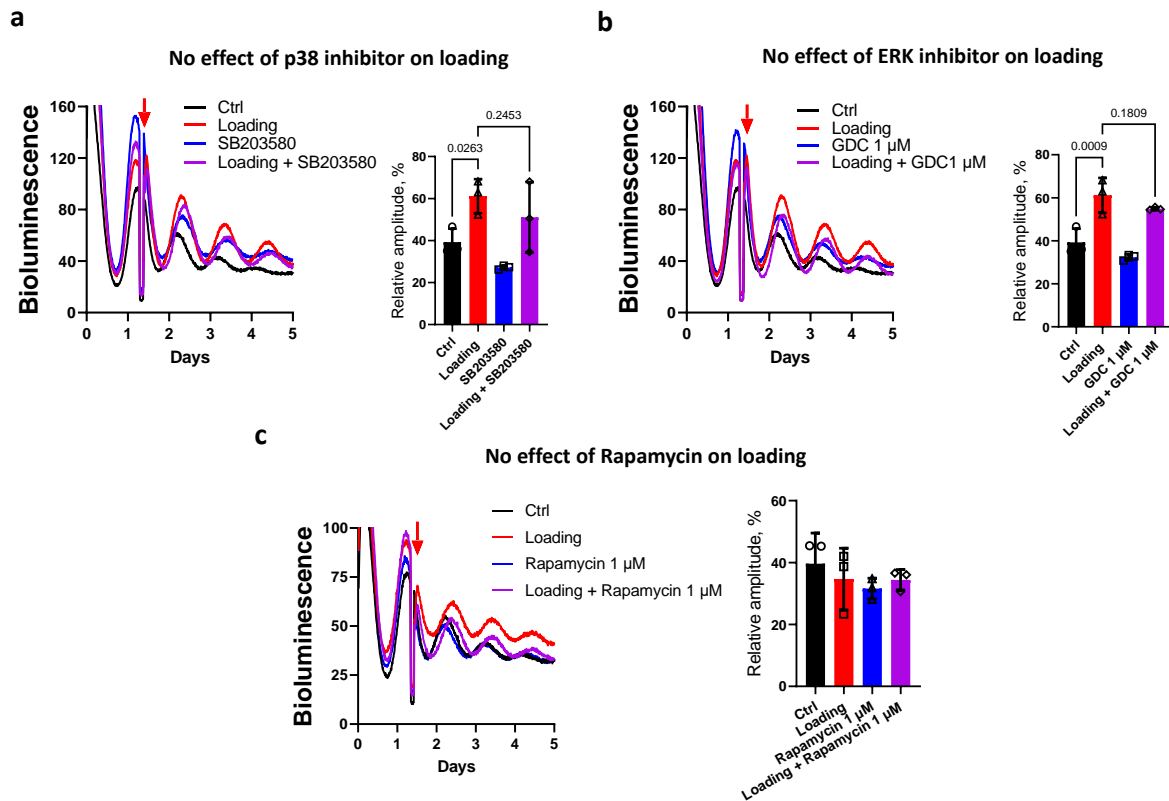 a
No effect of p38 inhibitor on loading
Bioluminescence
160
120
80
40
0
0 1 2 3 4 5
Days
Ctrl
Loading
SB203580
Loading + SB203580
Relative amplitude, %
80
60
40
20
0
0.0263
0.2453
Ctrl
Loading
SB203580
Loading + SB203580
b
No effect of ERK inhibitor on loading
Bioluminescence
160
120
80
40
0
0 1 2 3 4 5
Days
Ctrl
Loading
GDC 1 µM
Loading + GDC1 µM
Relative amplitude, %
80
60
40
20
0
0.0009
0.1809
Ctrl
Loading
GDC 1 µM
Loading + GDC 1 µM
c
No effect of Rapamycin on loading
Bioluminescence
100
75
50
25
0
0 1 2 3 4 5
Days
Ctrl
Loading
Rapamycin 1 µM
Loading + Rapamycin 1 µM
Relative amplitude, %
60
40
20
0
Ctrl
Loading
Rapamycin 1 µM
Loading + Rapamycin 1 µM